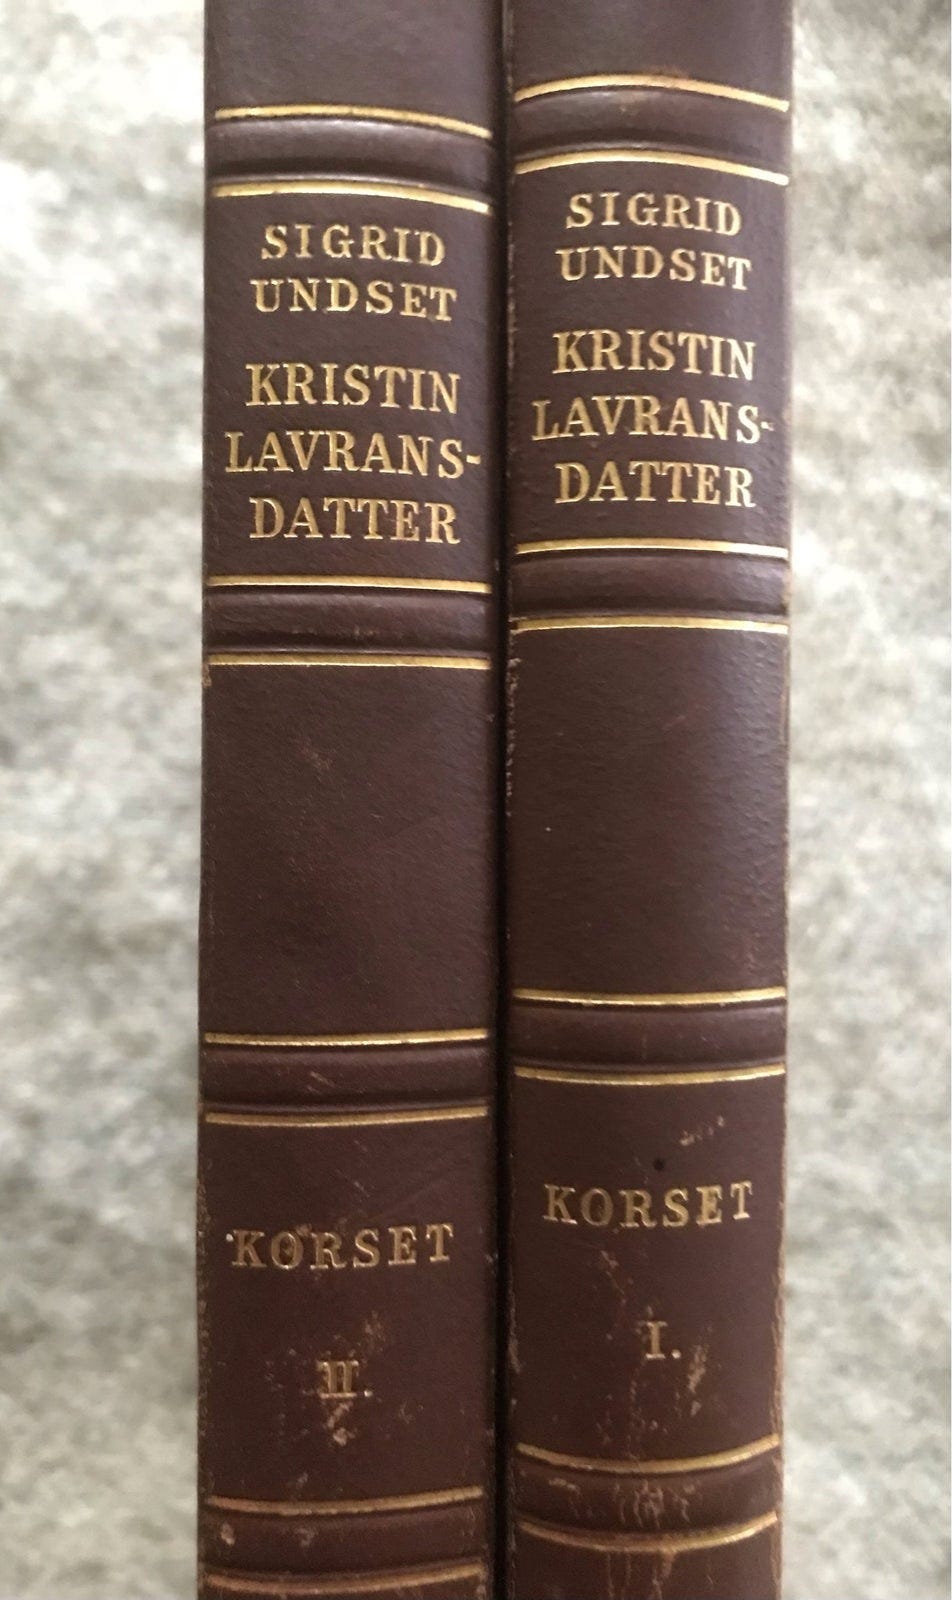 SIGRID
UNDSET
KRISTIN
LAVRANS-
DATTER
KORSET
II.
SIGRID
UNDSET
KRISTIN
LAVRANS-
DATTER
KORSET
I.